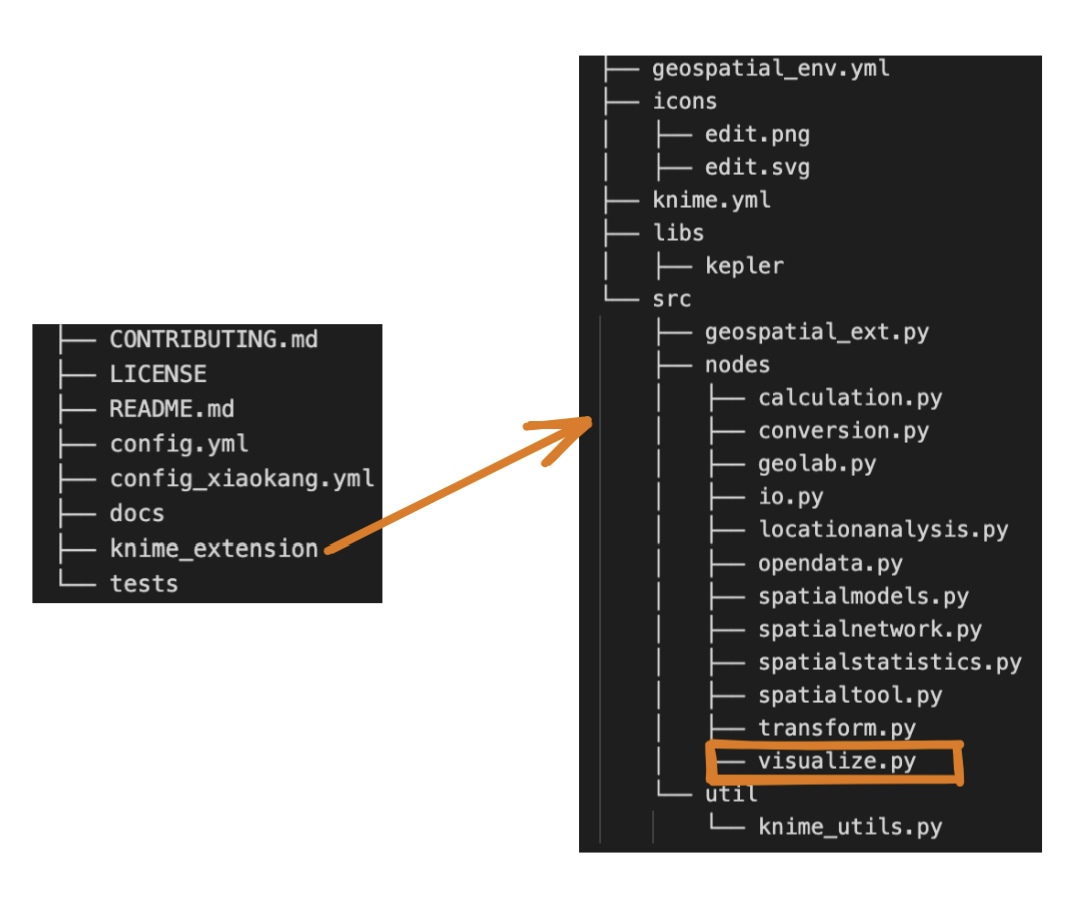 CONTRIBUTING.md
LICENSE
README.md
config.yml
config_xiaokang.yml
docs
knime_extension
tests
geospatial_env.yml
icons
edit.png
edit.svg
knime.yml
libs
kepler
src
geospatial_ext.py
nodes
calculation.py
conversion.py
geolab.py
io.py
locationanalysis.py
opendata.py
spatialmodels.py
spatialnetwork.py
spatialstatistics.py
spatialtool.py
transform.py
visualize.py
util
knime_utils.py